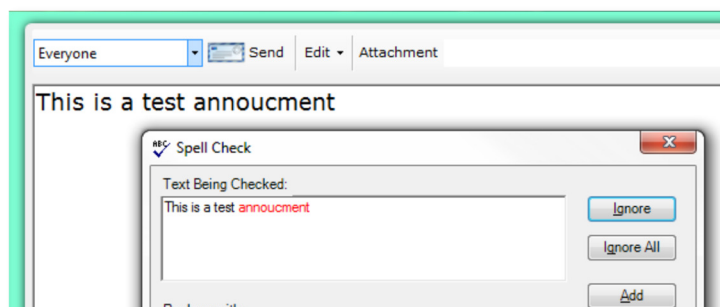 Everyone Send Edit Attachment
This is a test annoucment
ABC Spell Check
Text Being Checked:
This is a test annoucment
Ignore
Ignore All
Add